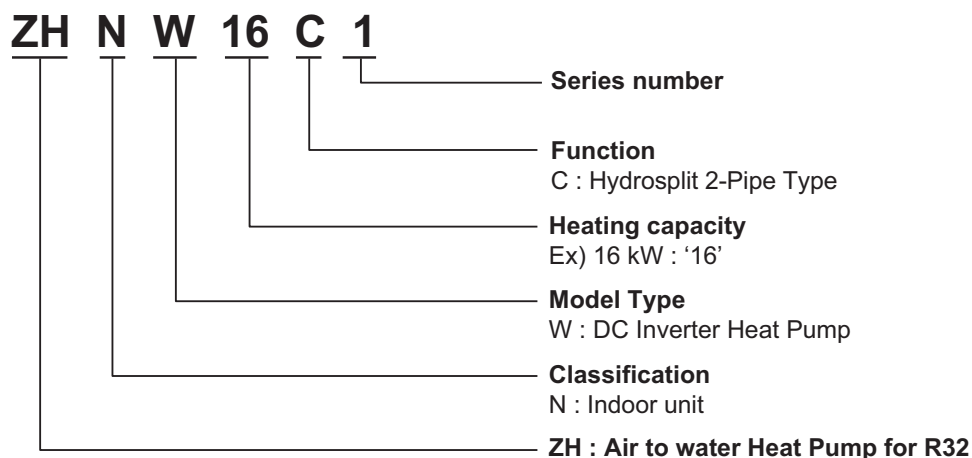 ZH N W 16 C 1
Series number
Function
C : Hydrosplit 2-Pipe Type
Heating capacity
Ex) 16 kW : ‘16’
Model Type
W : DC Inverter Heat Pump
Classification
N : Indoor unit
ZH : Air to water Heat Pump for R32